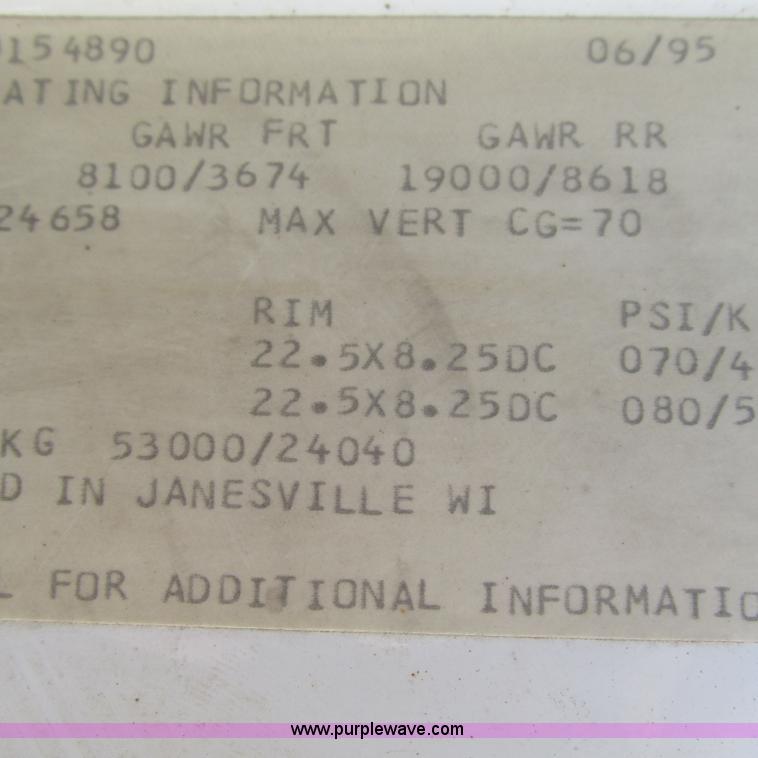 154890 06/95
ATING INFORMATION
GAWR FRT GAWR RR
8100/3674 19000/8618
24658 MAX VERT CG=70
RIM PSI/K
22.5X8.25DC 070/4
22.5X8.25DC 080/5
KG 53000/24040
D IN JANESVILLE WI
L FOR ADDITIONAL INFORMATIO
www.purplewave.com